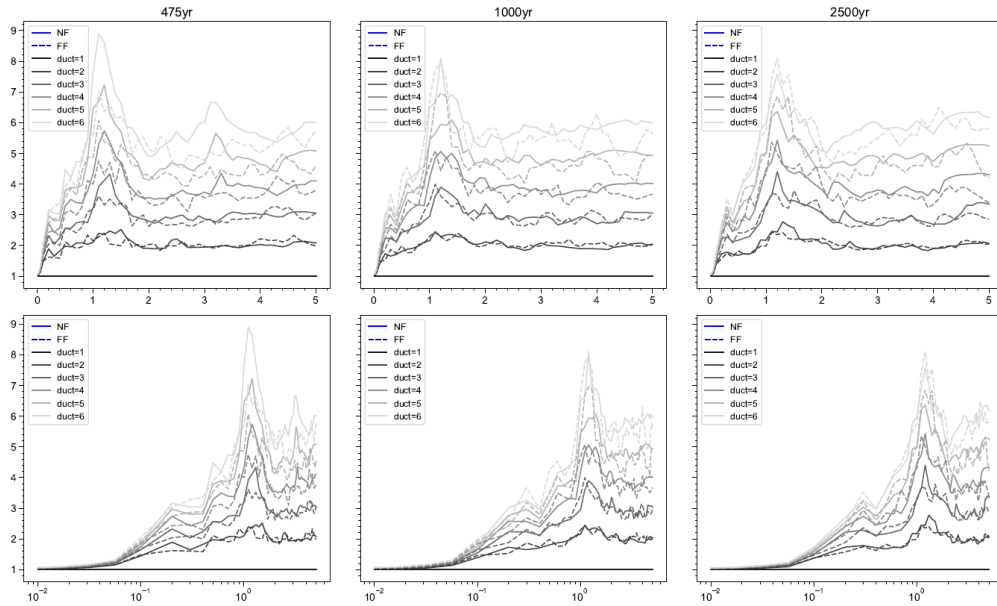 475yr
1000yr
2500yr
9
8
7
6
5
4
3
2
1
NF
FF
duct=1
duct=2
duct=3
duct=4
duct=5
duct=6
0 1 2 3 4 5
NF
FF
duct=1
duct=2
duct=3
duct=4
duct=5
duct=6
0 1 2 3 4 5
NF
FF
duct=1
duct=2
duct=3
duct=4
duct=5
duct=6
0 1 2 3 4 5
9
8
7
6
5
4
3
2
1
NF
FF
duct=1
duct=2
duct=3
duct=4
duct=5
duct=6
10⁻² 10⁻¹ 10⁰
NF
FF
duct=1
duct=2
duct=3
duct=4
duct=5
duct=6
10⁻² 10⁻¹ 10⁰
NF
FF
duct=1
duct=2
duct=3
duct=4
duct=5
duct=6
10⁻² 10⁻¹ 10⁰